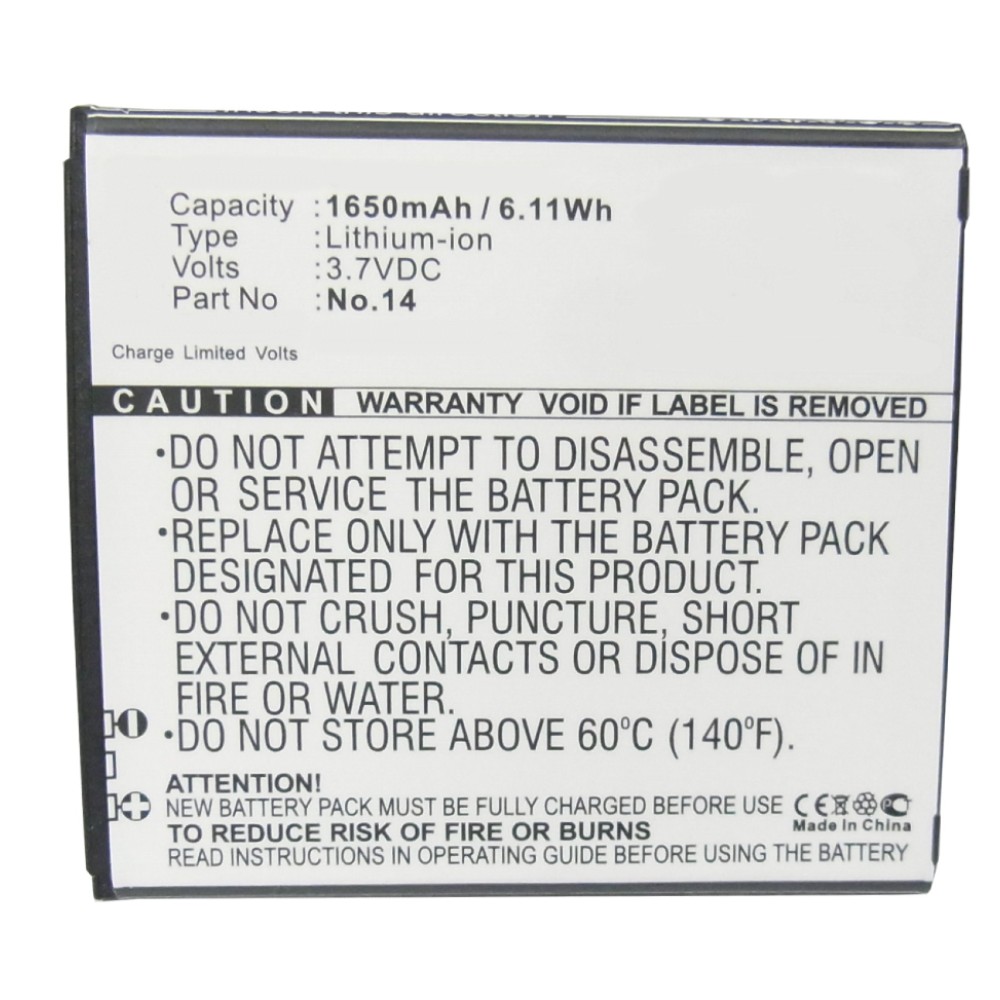 Insert this direction
Capacity : 1650mAh / 6.11Wh
Type : Lithium-ion
Volts : 3.7VDC
Part No : No.14
Charge Limited Volts
CAUTION WARRANTY VOID IF LABEL IS REMOVED
·DO NOT ATTEMPT TO DISASSEMBLE, OPEN
OR SERVICE THE BATTERY PACK.
·REPLACE ONLY WITH THE BATTERY PACK
DESIGNATED FOR THIS PRODUCT.
·DO NOT CRUSH, PUNCTURE, SHORT
EXTERNAL CONTACTS OR DISPOSE OF IN
FIRE OR WATER.
·DO NOT STORE ABOVE 60°C (140°F).
ATTENTION!
NEW BATTERY PACK MUST BE FULLY CHARGED BEFORE USE
CE
Made In China
TO REDUCE RISK OF FIRE OR BURNS
READ INSTRUCTIONS IN OPERATING GUIDE BEFORE USING THE BATTERY